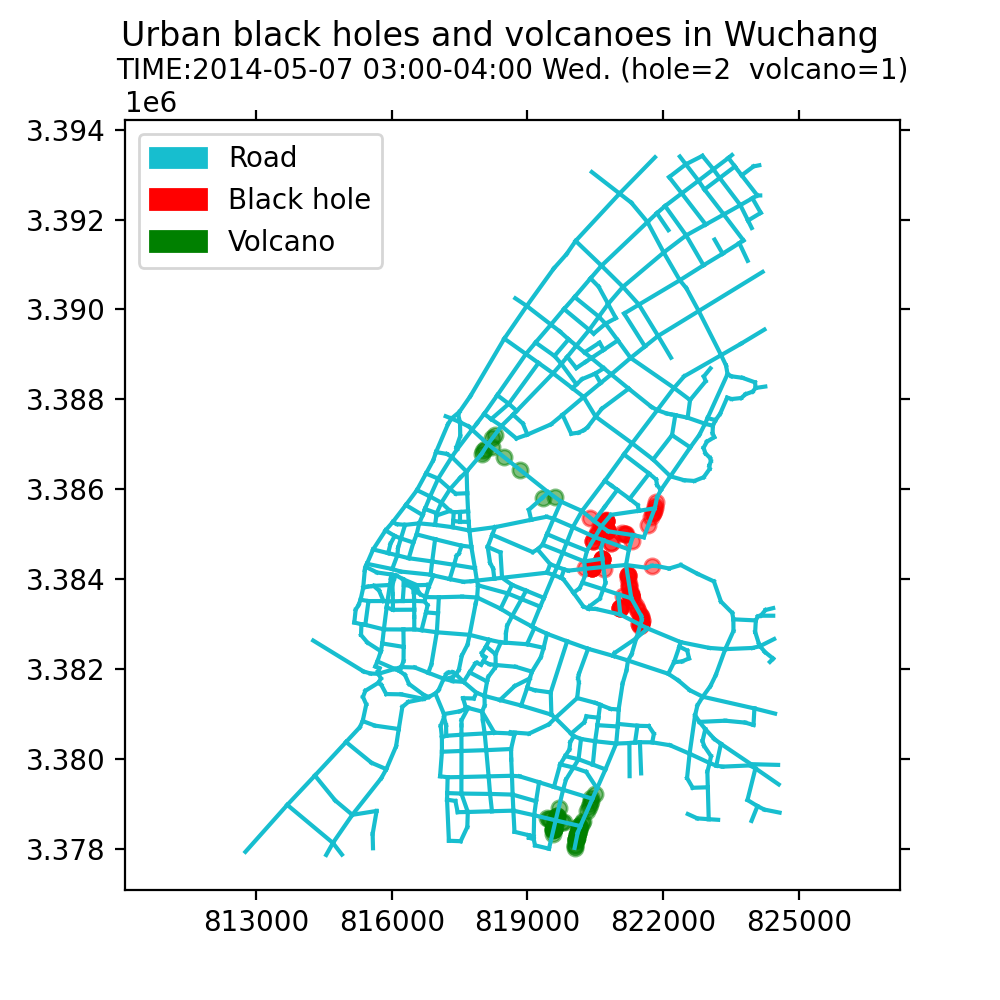 Urban black holes and volcanoes in Wuchang
TIME:2014-05-07 03:00-04:00 Wed. (hole=2  volcano=1)
1e6
3.394
3.392
3.390
3.388
3.386
3.384
3.382
3.380
3.378
Road
Black hole
Volcano
813000 816000 819000 822000 825000